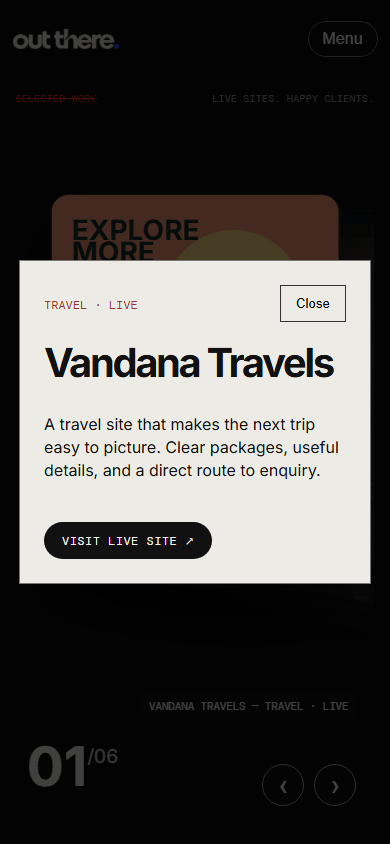 out there.
Menu
SELECTED WORK
LIVE SITES. HAPPY CLIENTS.
EXPLORE
MORE
TRAVEL · LIVE
Close
Vandana Travels
A travel site that makes the next trip
easy to picture. Clear packages, useful
details, and a direct route to enquiry.
VISIT LIVE SITE ↗
VANDANA TRAVELS — TRAVEL · LIVE
01/06
❮ ❯